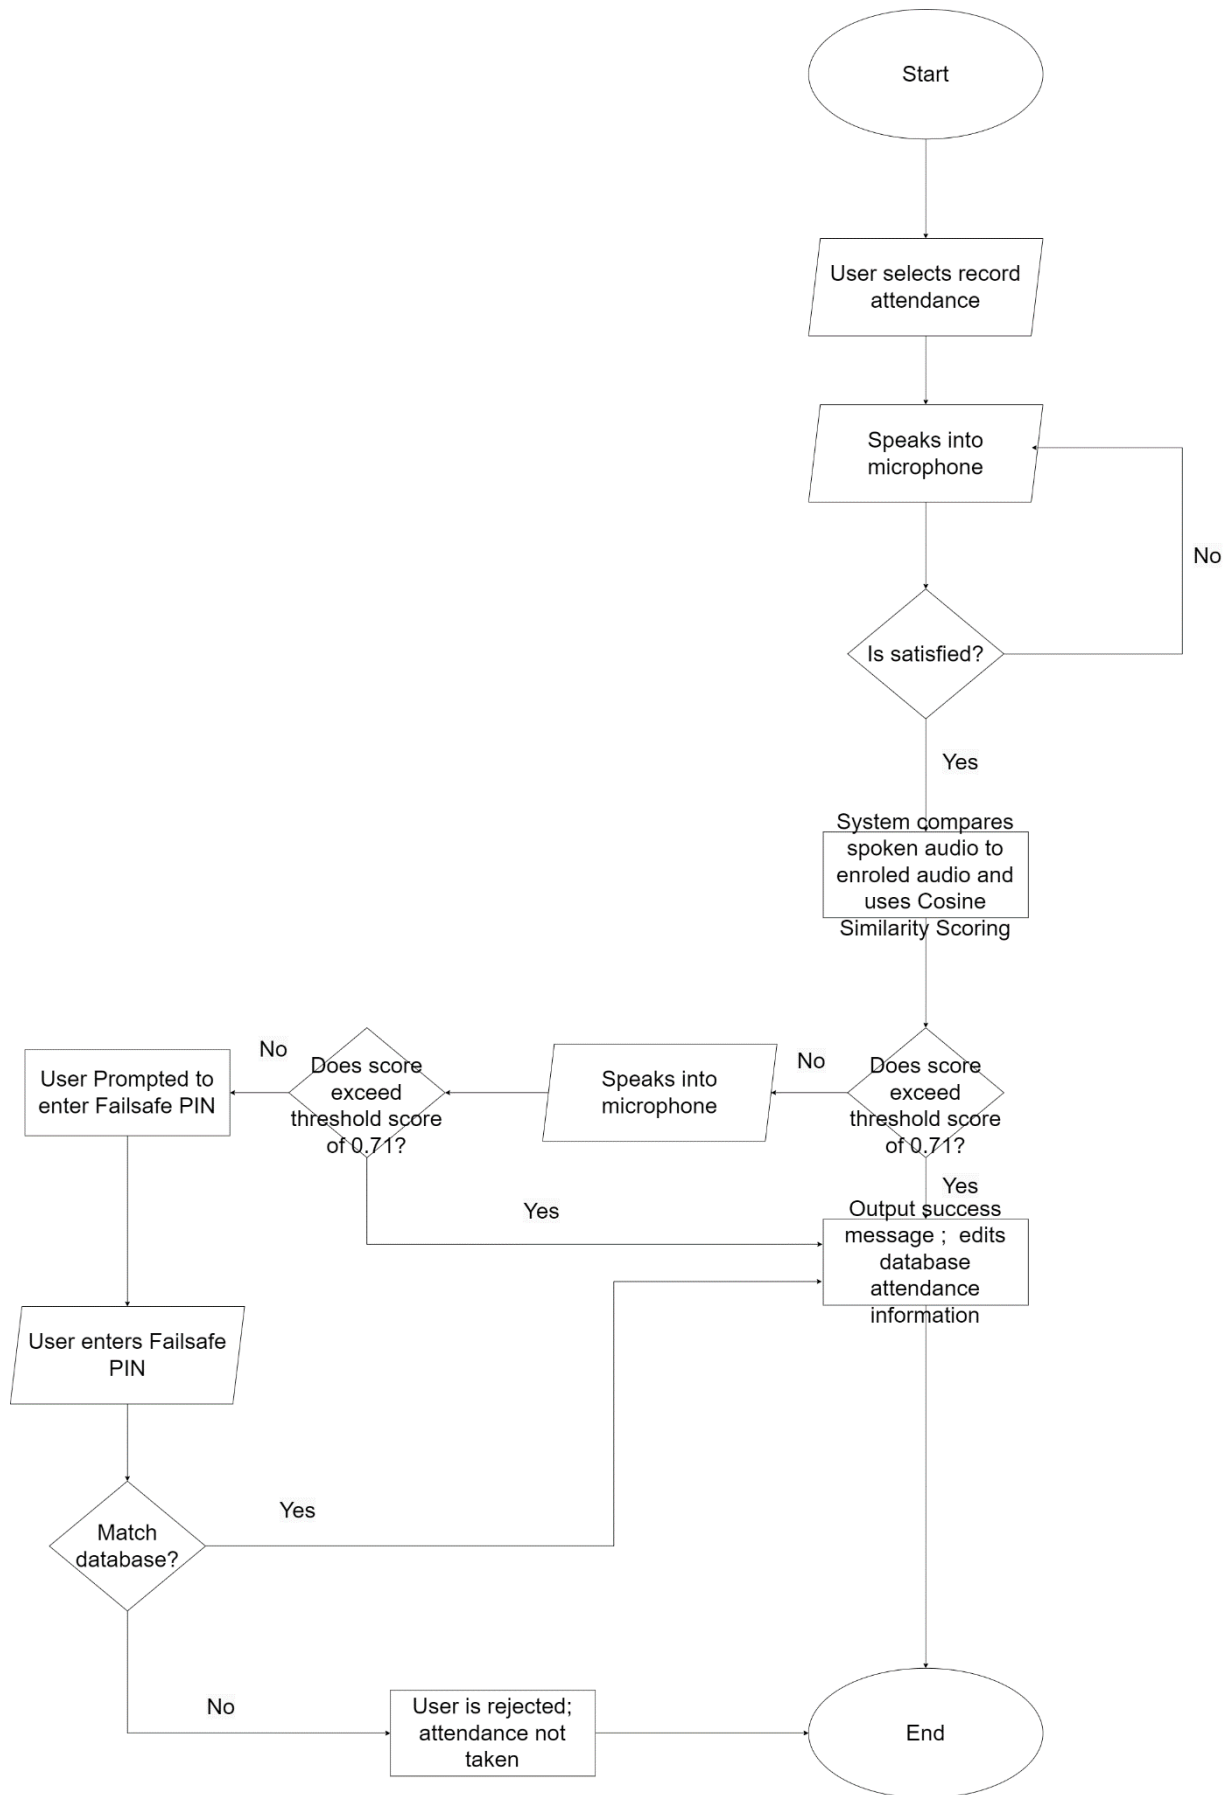 Start
User selects record
attendance
Speaks into
microphone
No
Is satisfied?
Yes
System compares
spoken audio to
enroled audio and
uses Cosine
Similarity Scoring
Does score
exceed
threshold score
of 0.71?
No
Speaks into
microphone
Does score
exceed
threshold score
of 0.71?
No
User Prompted to
enter Failsafe PIN
Yes
Yes
Output success
message ;  edits
database
attendance
information
User enters Failsafe
PIN
Match
database?
Yes
No
User is rejected;
attendance not
taken
End